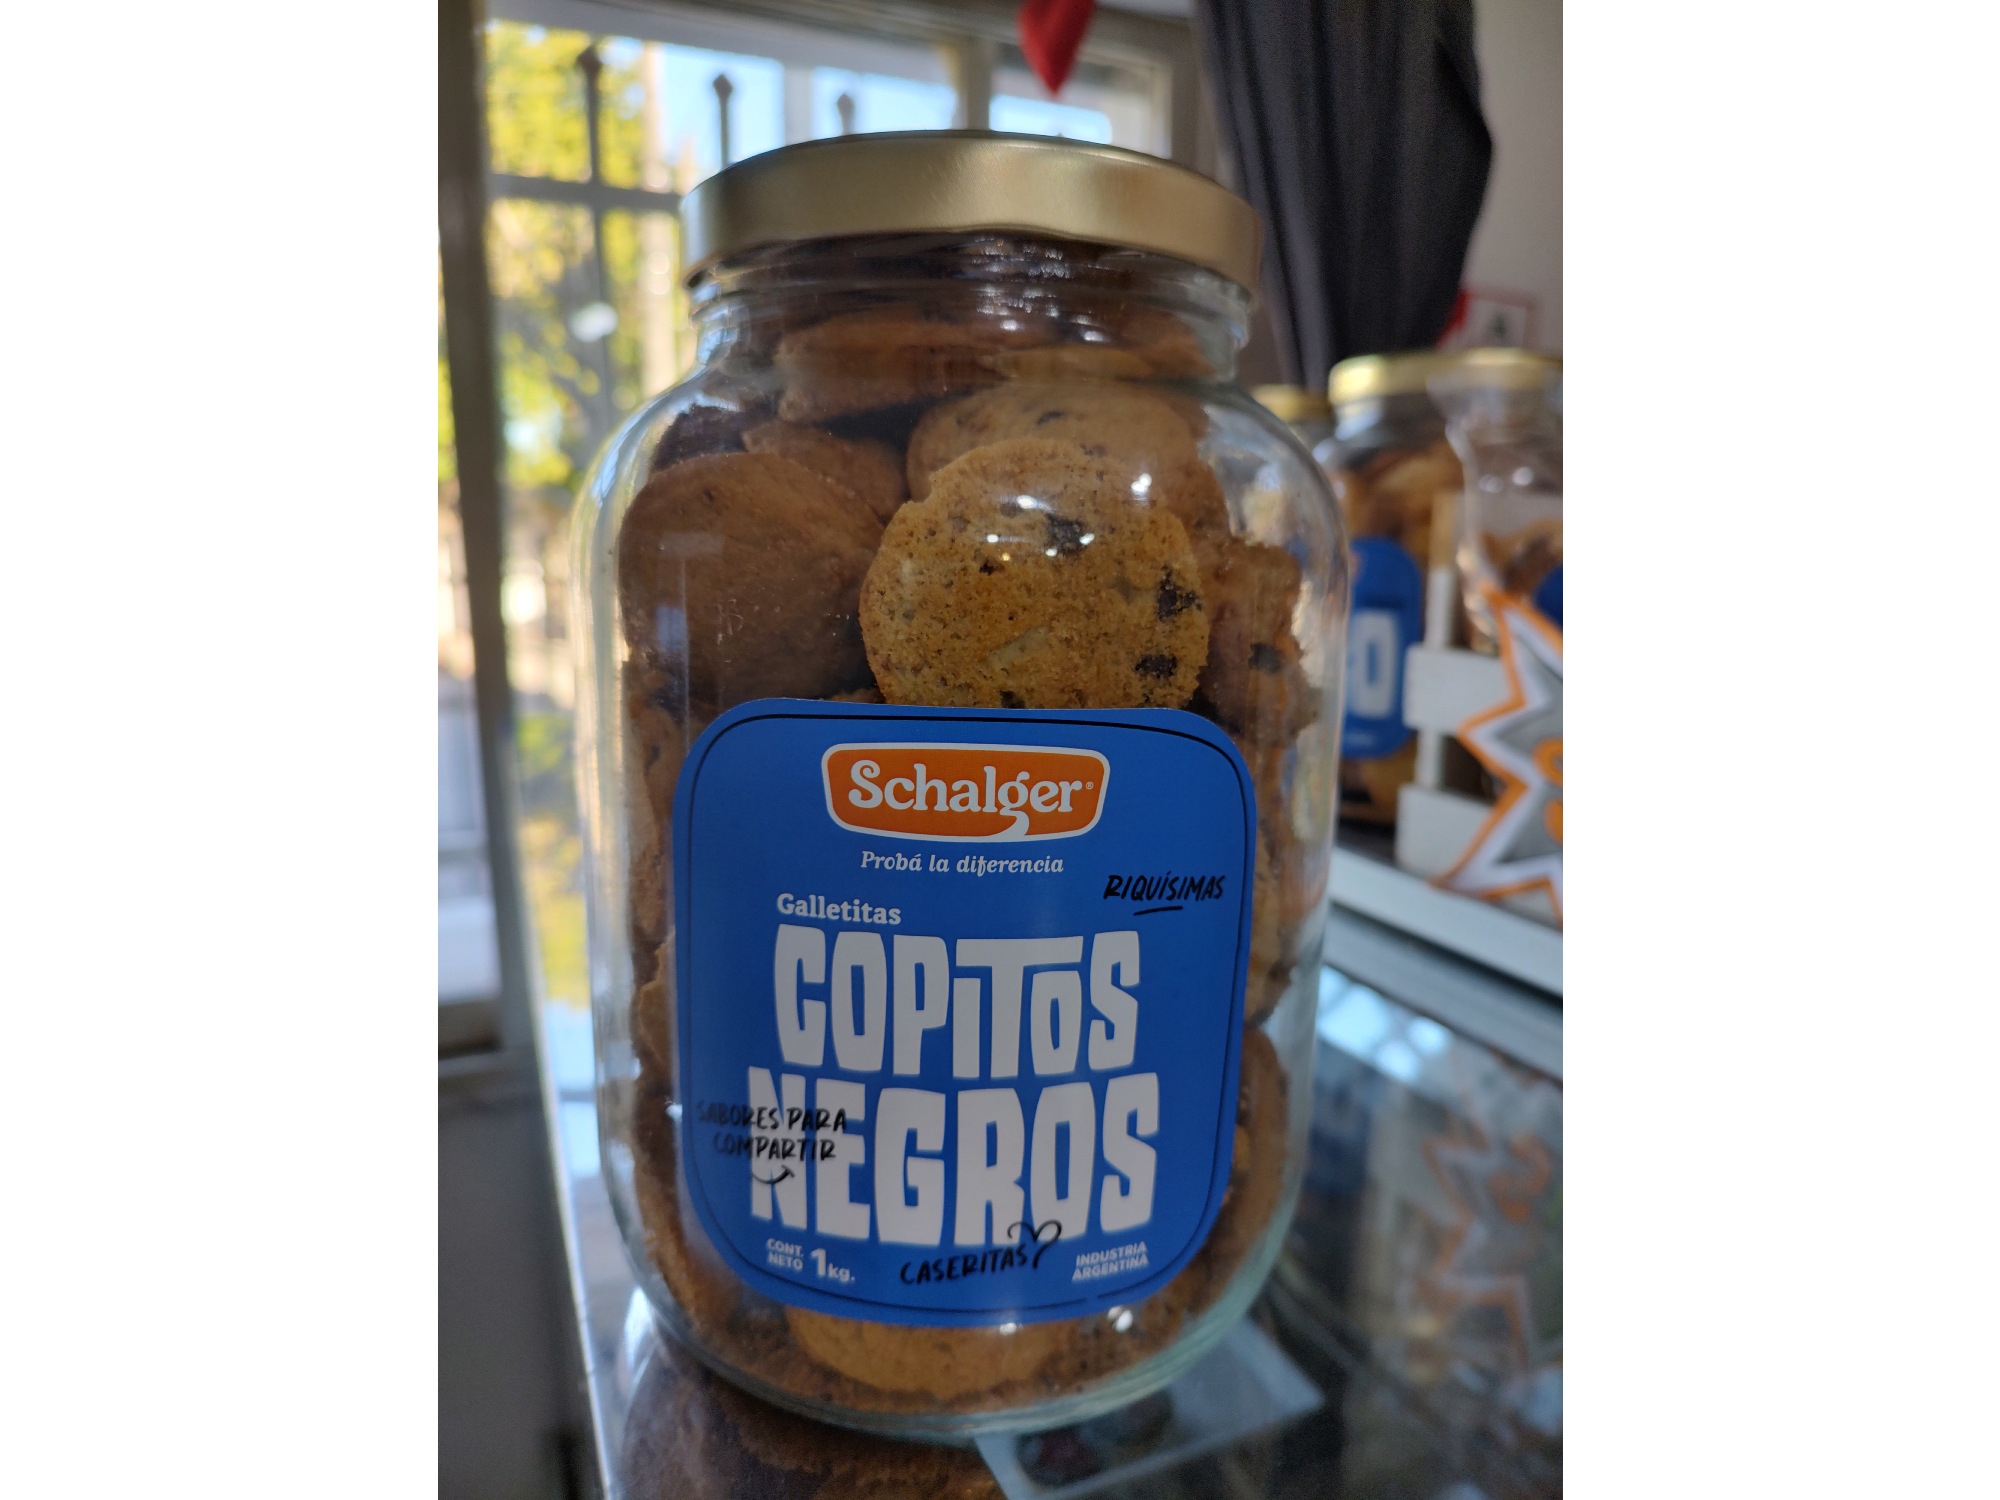 Schalger®
Probá la diferencia
RIQUÍSIMAS
Galletitas
COPITOS
NEGROS
SABORES PARA
COMPARTIR
CONT.
NETO 1kg.
CASERITAS
INDUSTRIA
ARGENTINA